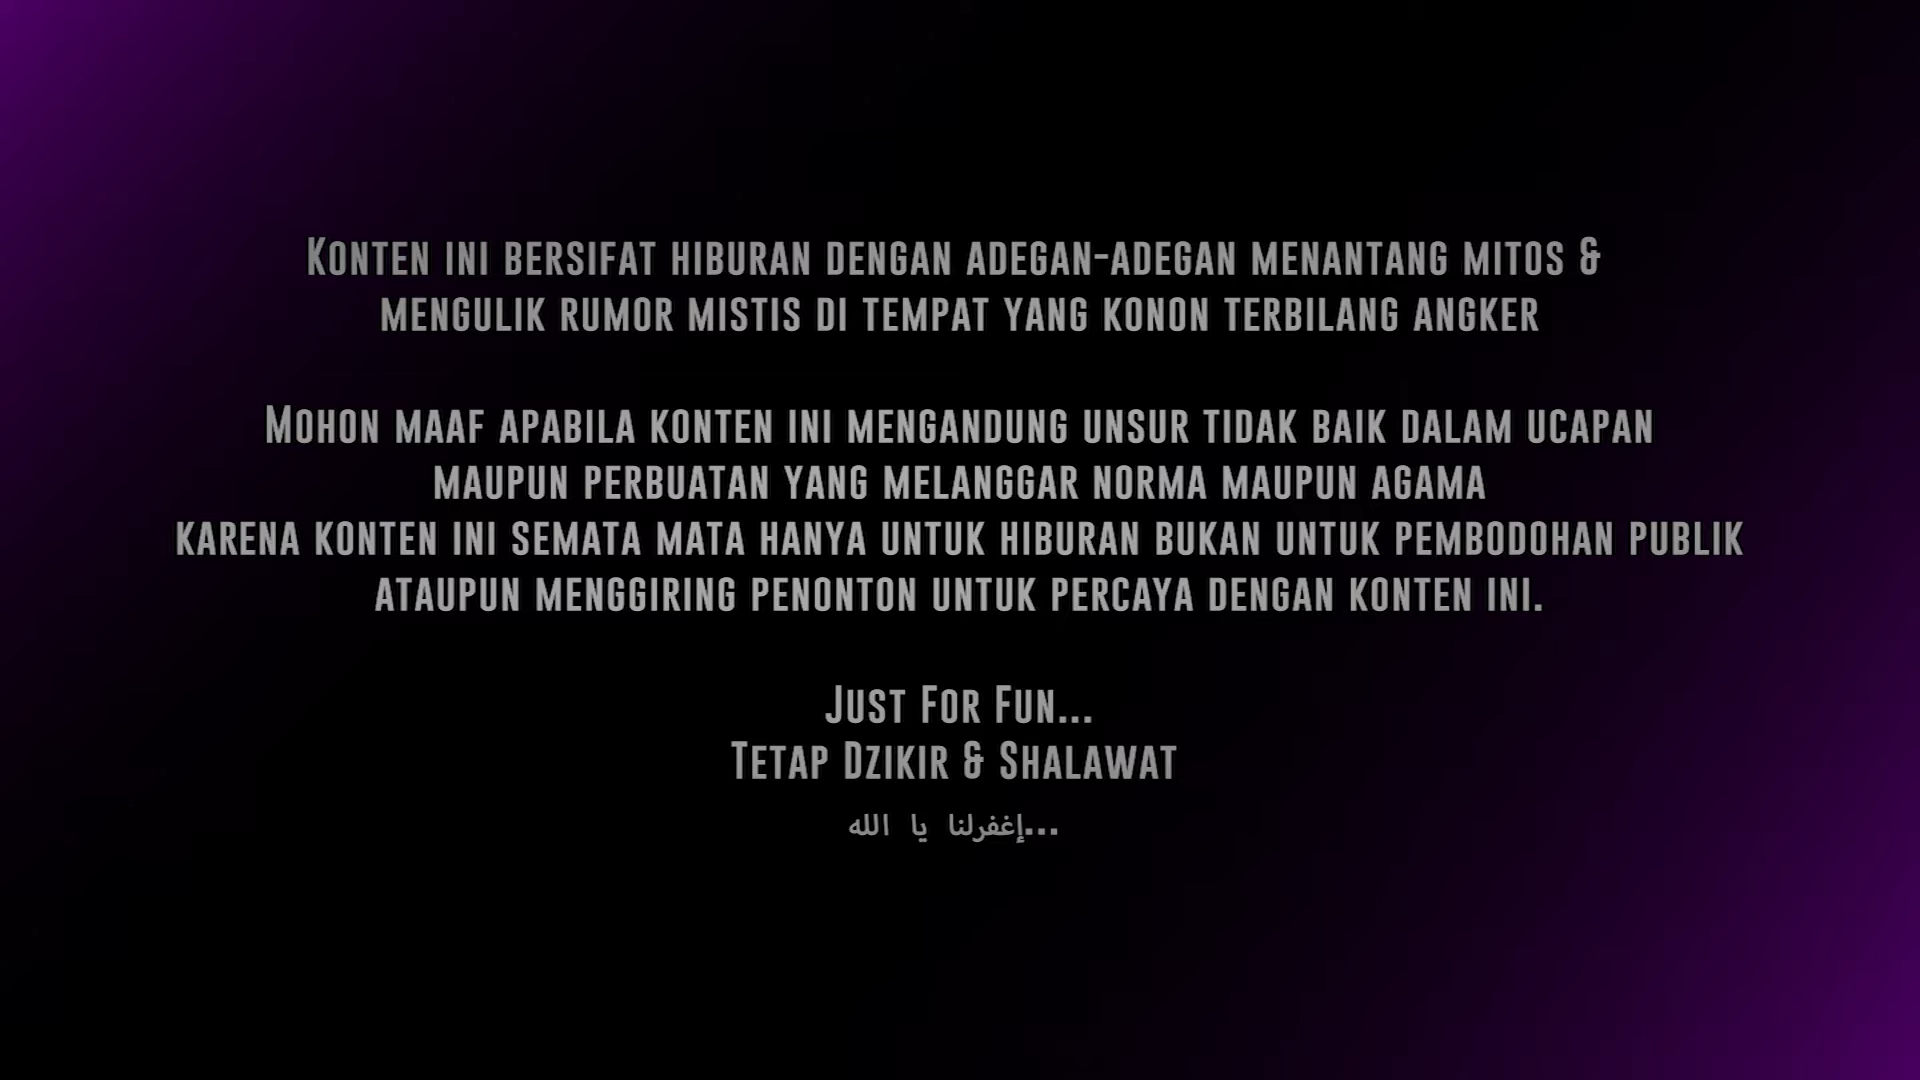 Konten ini bersifat hiburan dengan adegan-adegan menantang mitos &
mengulik rumor mistis di tempat yang konon terbilang angker
Mohon maaf apabila konten ini mengandung unsur tidak baik dalam ucapan
maupun perbuatan yang melanggar norma maupun agama
karena konten ini semata mata hanya untuk hiburan bukan untuk pembodohan publik
ataupun menggiring penonton untuk percaya dengan konten ini.
Just For Fun...
Tetap Dzikir & Shalawat
...إغفرلنا يا الله